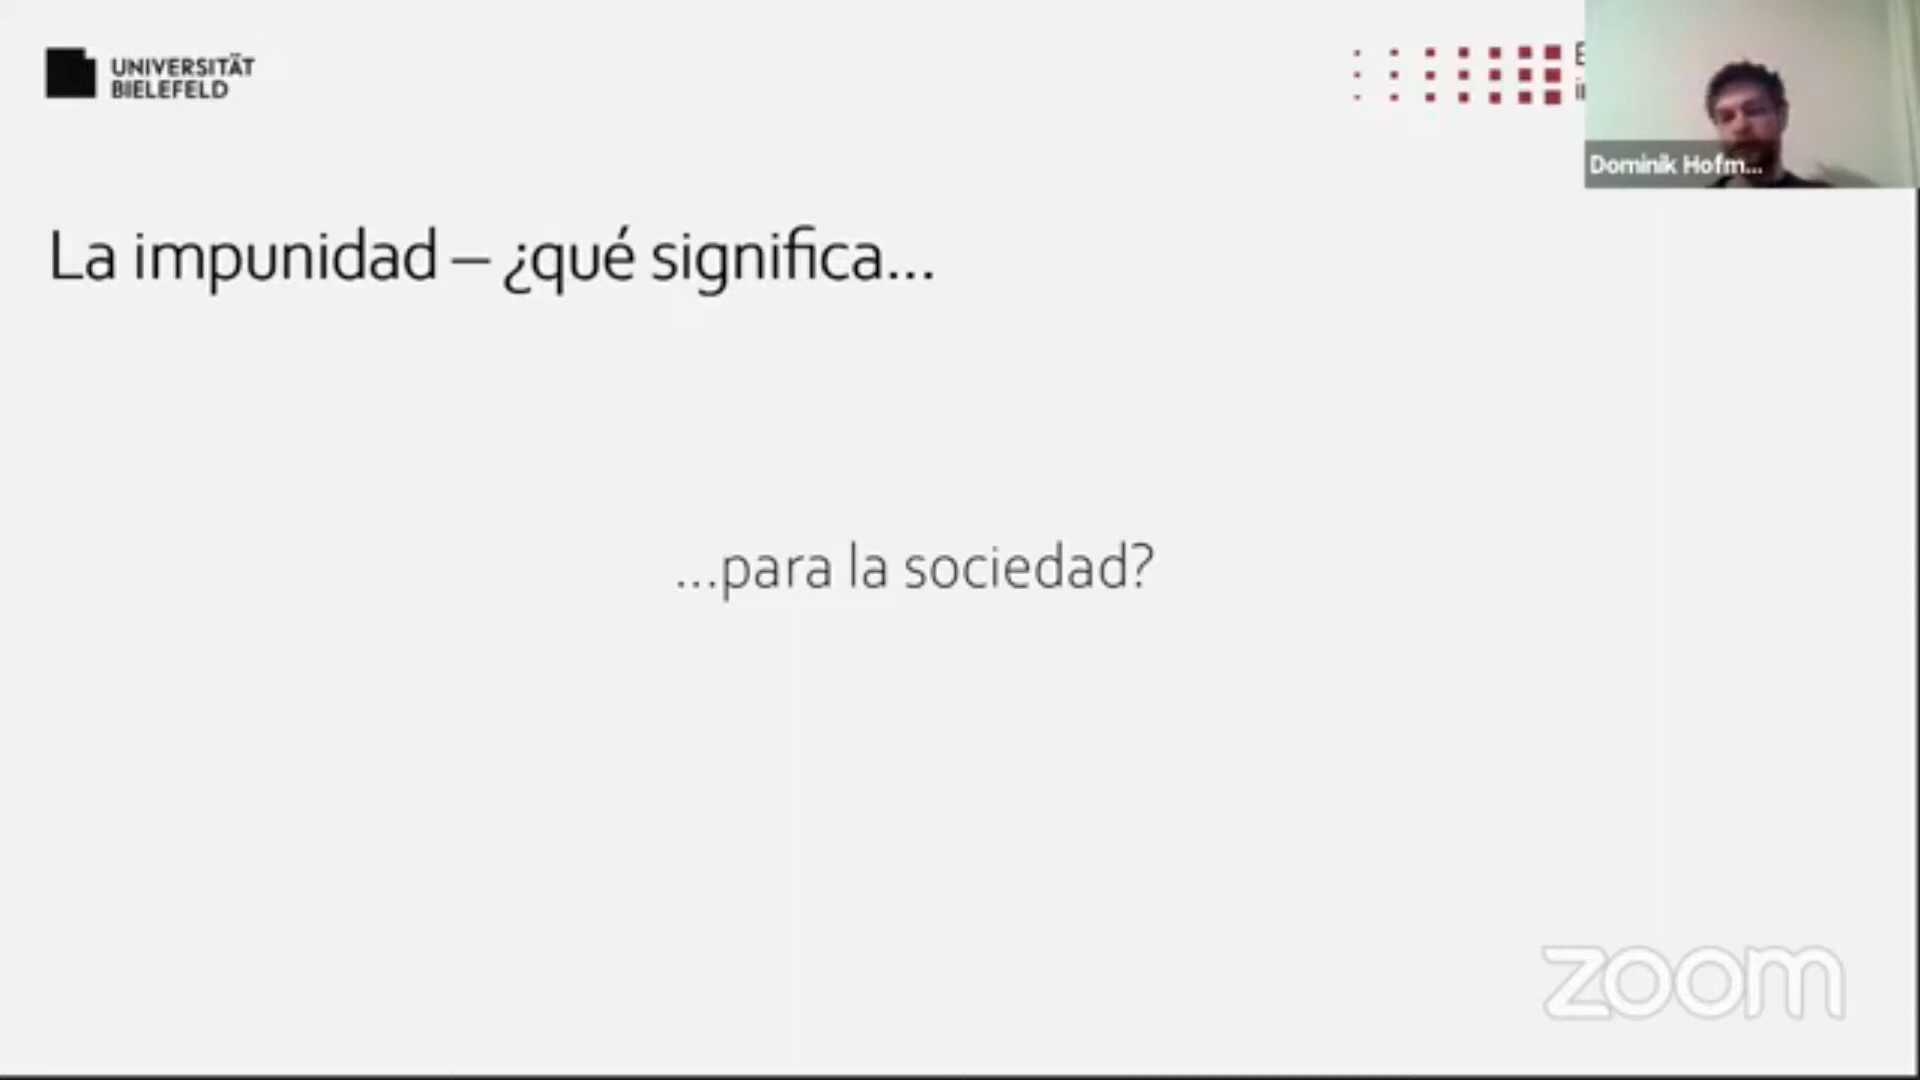 UNIVERSITÄT
BIELEFELD
Dominik Hofm...
La impunidad – ¿qué significa...
...para la sociedad?
zoom